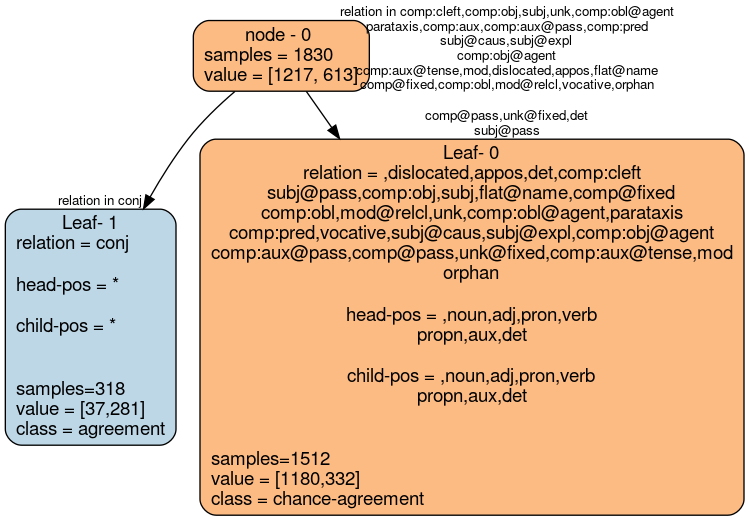 relation in comp:cleft,comp:obj,subj,unk,comp:obl@agent
parataxis,comp:aux,comp:aux@pass,comp:pred
subj@caus,subj@expl
comp:obj@agent
comp:aux@tense,mod,dislocated,appos,flat@name
comp@fixed,comp:obl,mod@relcl,vocative,orphan
comp@pass,unk@fixed,det
subj@pass
node - 0
samples = 1830
value = [1217, 613]
relation in conj
Leaf- 1
relation = conj
head-pos = *
child-pos = *
samples=318
value = [37,281]
class = agreement
Leaf- 0
relation = ,dislocated,appos,det,comp:cleft
subj@pass,comp:obj,subj,flat@name,comp@fixed
comp:obl,mod@relcl,unk,comp:obl@agent,parataxis
comp:pred,vocative,subj@caus,subj@expl,comp:obj@agent
comp:aux@pass,comp@pass,unk@fixed,comp:aux@tense,mod
orphan
head-pos = ,noun,adj,pron,verb
propn,aux,det
child-pos = ,noun,adj,pron,verb
propn,aux,det
samples=1512
value = [1180,332]
class = chance-agreement